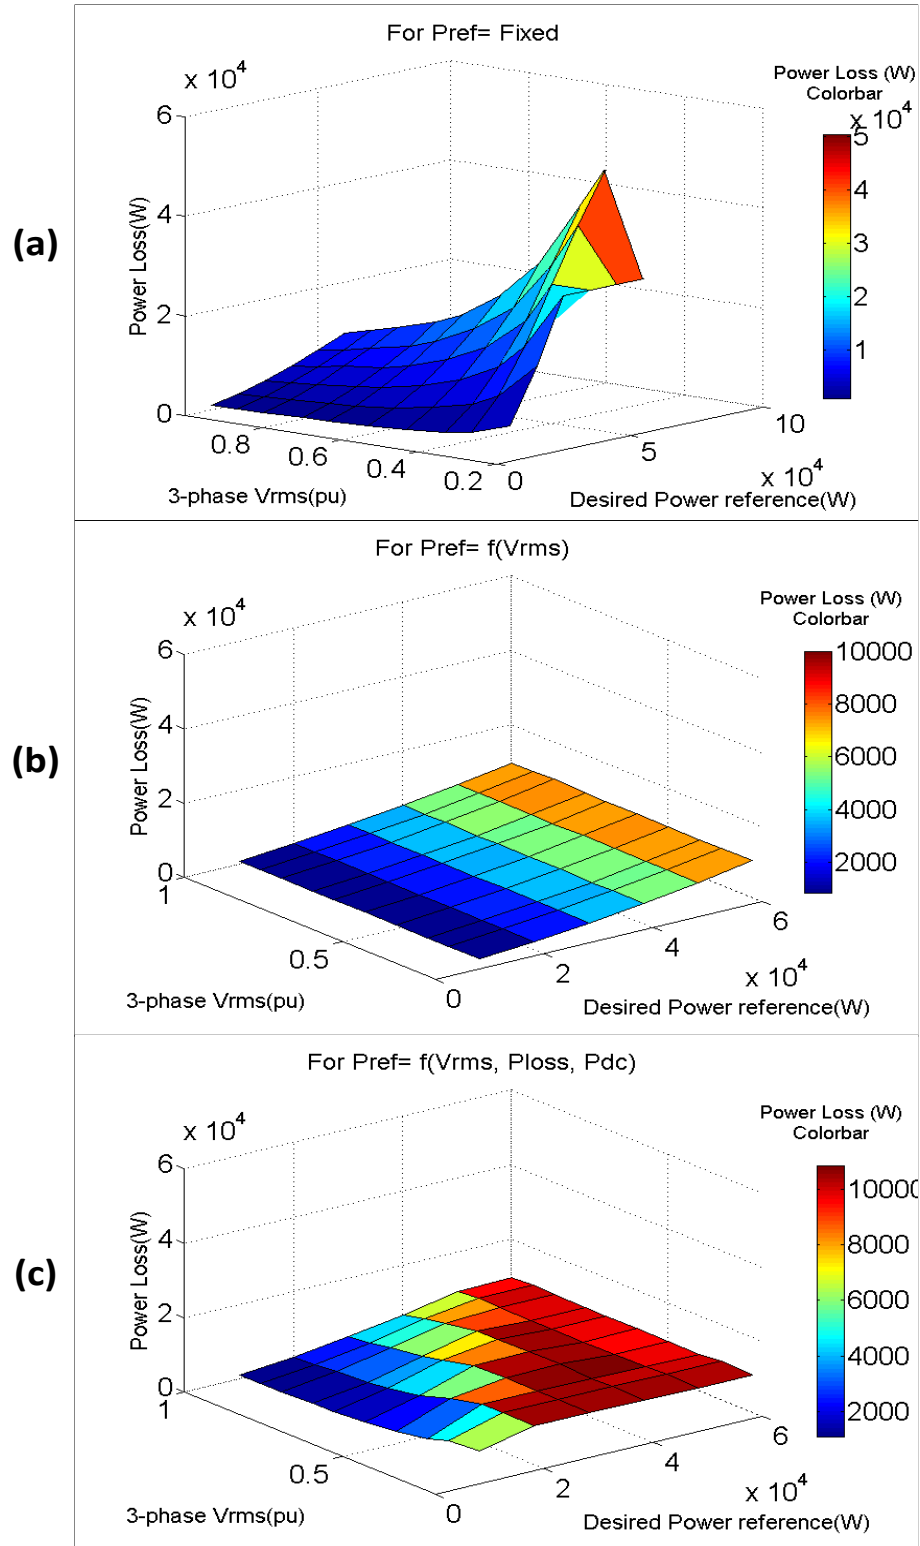 (a)
For Pref= Fixed
x 10^4
6
4
2
0
Power Loss(W)
0.8
0.6
0.4
0.2
3-phase Vrms(pu)
0
5
10
x 10^4
Desired Power reference(W)
Power Loss (W)
Colorbar
x 10^4
5
4
3
2
1
(b)
For Pref= f(Vrms)
x 10^4
6
4
2
0
Power Loss(W)
1
0.5
0
3-phase Vrms(pu)
2
4
6
x 10^4
Desired Power reference(W)
Power Loss (W)
Colorbar
10000
8000
6000
4000
2000
(c)
For Pref= f(Vrms, Ploss, Pdc)
x 10^4
6
4
2
0
Power Loss(W)
1
0.5
0
3-phase Vrms(pu)
2
4
6
x 10^4
Desired Power reference(W)
Power Loss (W)
Colorbar
10000
8000
6000
4000
2000